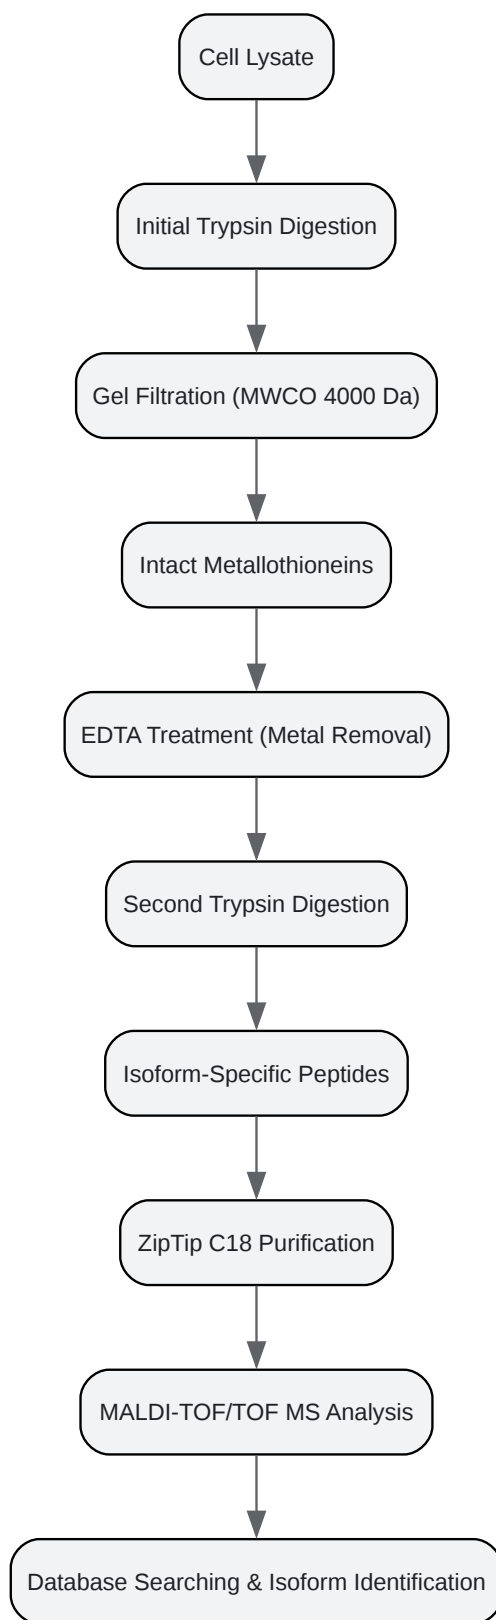 Cell Lysate
Initial Trypsin Digestion
Gel Filtration (MWCO 4000 Da)
Intact Metallothioneins
EDTA Treatment (Metal Removal)
Second Trypsin Digestion
Isoform-Specific Peptides
ZipTip C18 Purification
MALDI-TOF/TOF MS Analysis
Database Searching & Isoform Identification